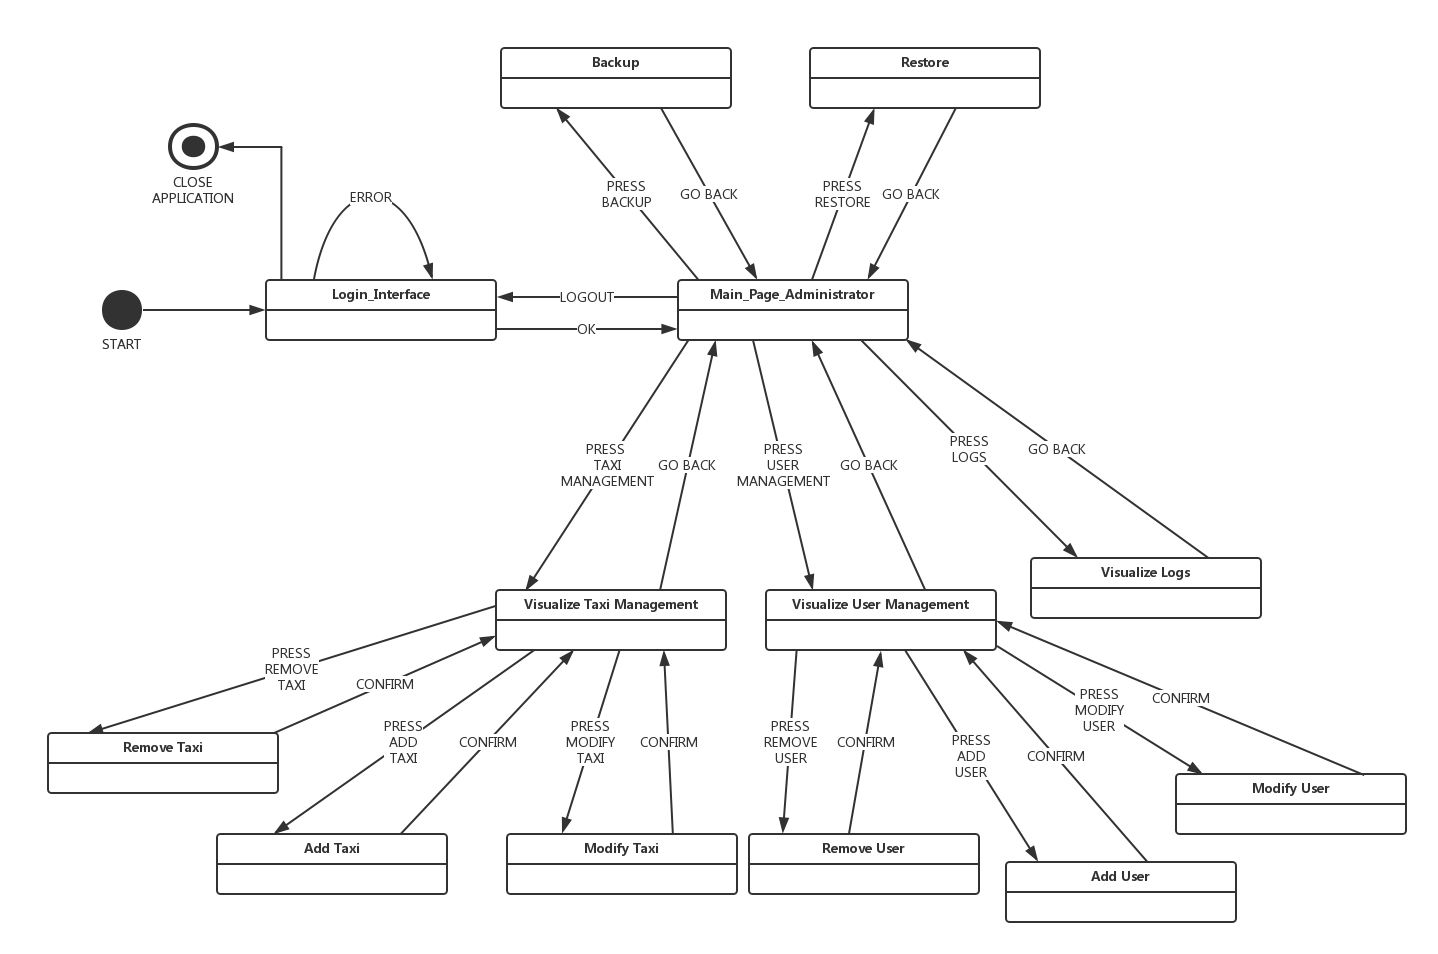 Backup
Restore
CLOSE
APPLICATION
ERROR
PRESS
BACKUP
GO BACK
PRESS
RESTORE
GO BACK
START
Login_Interface
LOGOUT
OK
Main_Page_Administrator
PRESS
TAXI
MANAGEMENT
GO BACK
PRESS
USER
MANAGEMENT
GO BACK
PRESS
LOGS
GO BACK
Visualize Logs
Visualize Taxi Management
Visualize User Management
PRESS
REMOVE
TAXI
CONFIRM
PRESS
ADD
TAXI
CONFIRM
PRESS
MODIFY
TAXI
CONFIRM
PRESS
REMOVE
USER
CONFIRM
PRESS
ADD
USER
CONFIRM
PRESS
MODIFY
USER
CONFIRM
Remove Taxi
Add Taxi
Modify Taxi
Remove User
Add User
Modify User